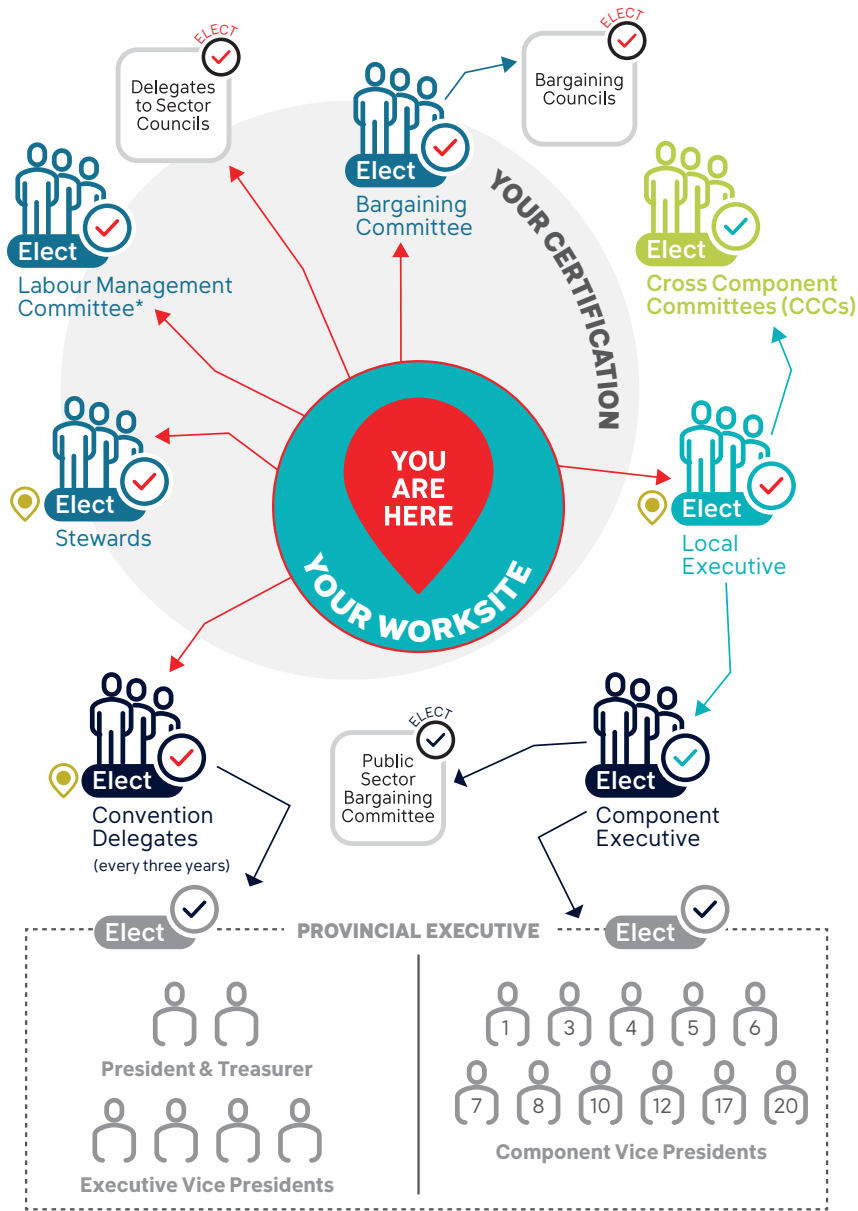 ELECT
Delegates
to Sector
Councils
Elect
Bargaining
Committee
ELECT
Bargaining
Councils
YOUR CERTIFICATION
Elect
Labour Management
Committee*
Elect
Cross Component
Committees (CCCs)
Elect
Stewards
YOU
ARE
HERE
YOUR WORKSITE
Elect
Local
Executive
Elect
Convention
Delegates
(every three years)
ELECT
Public
Sector
Bargaining
Committee
Elect
Component
Executive
Elect
PROVINCIAL EXECUTIVE
Elect
President & Treasurer
Executive Vice Presidents
1 3 4 5 6
7 8 10 12 17 20
Component Vice Presidents